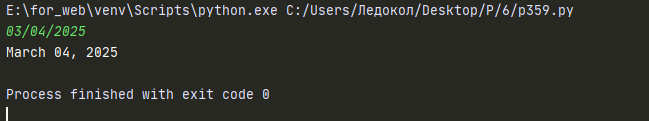 E:\for_web\venv\Scripts\python.exe C:/Users/Ледокол/Desktop/P/6/p359.py
03/04/2025
March 04, 2025
Process finished with exit code 0